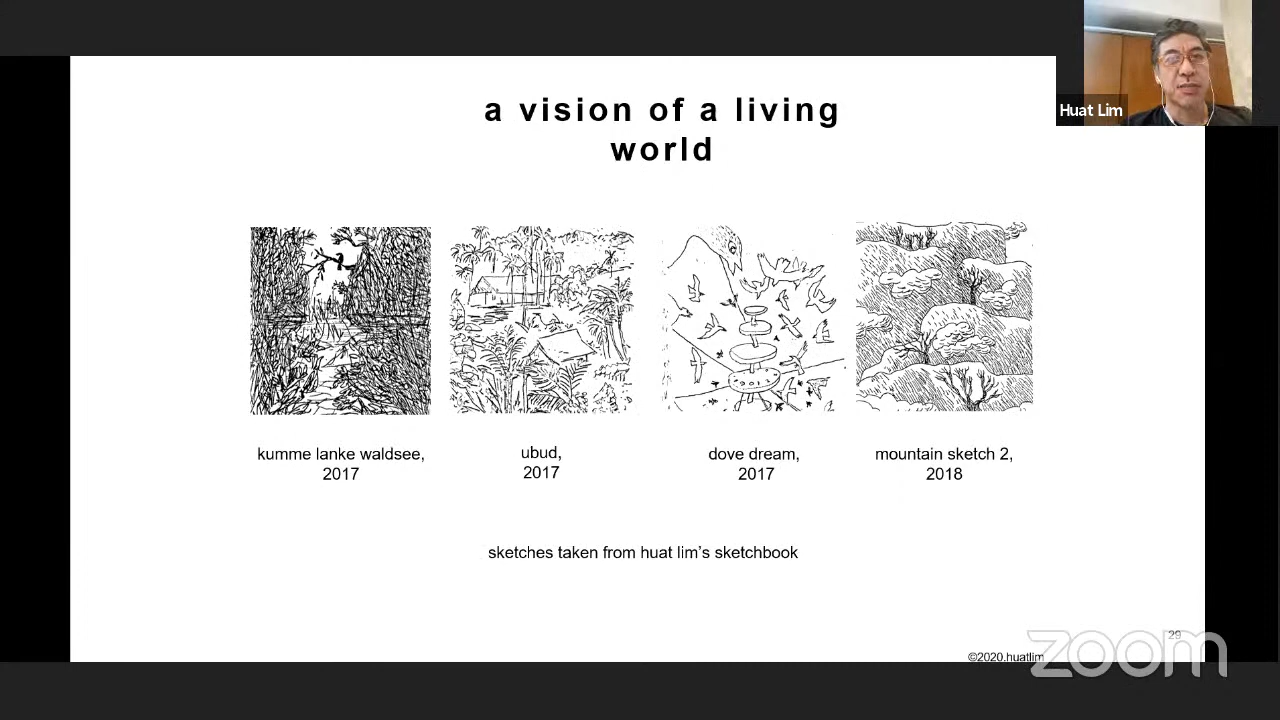 a vision of a living
world
Huat Lim
kumme lanke waldsee,
2017
ubud,
2017
dove dream,
2017
mountain sketch 2,
2018
sketches taken from huat lim's sketchbook
29
©2020.huatlim
zoom